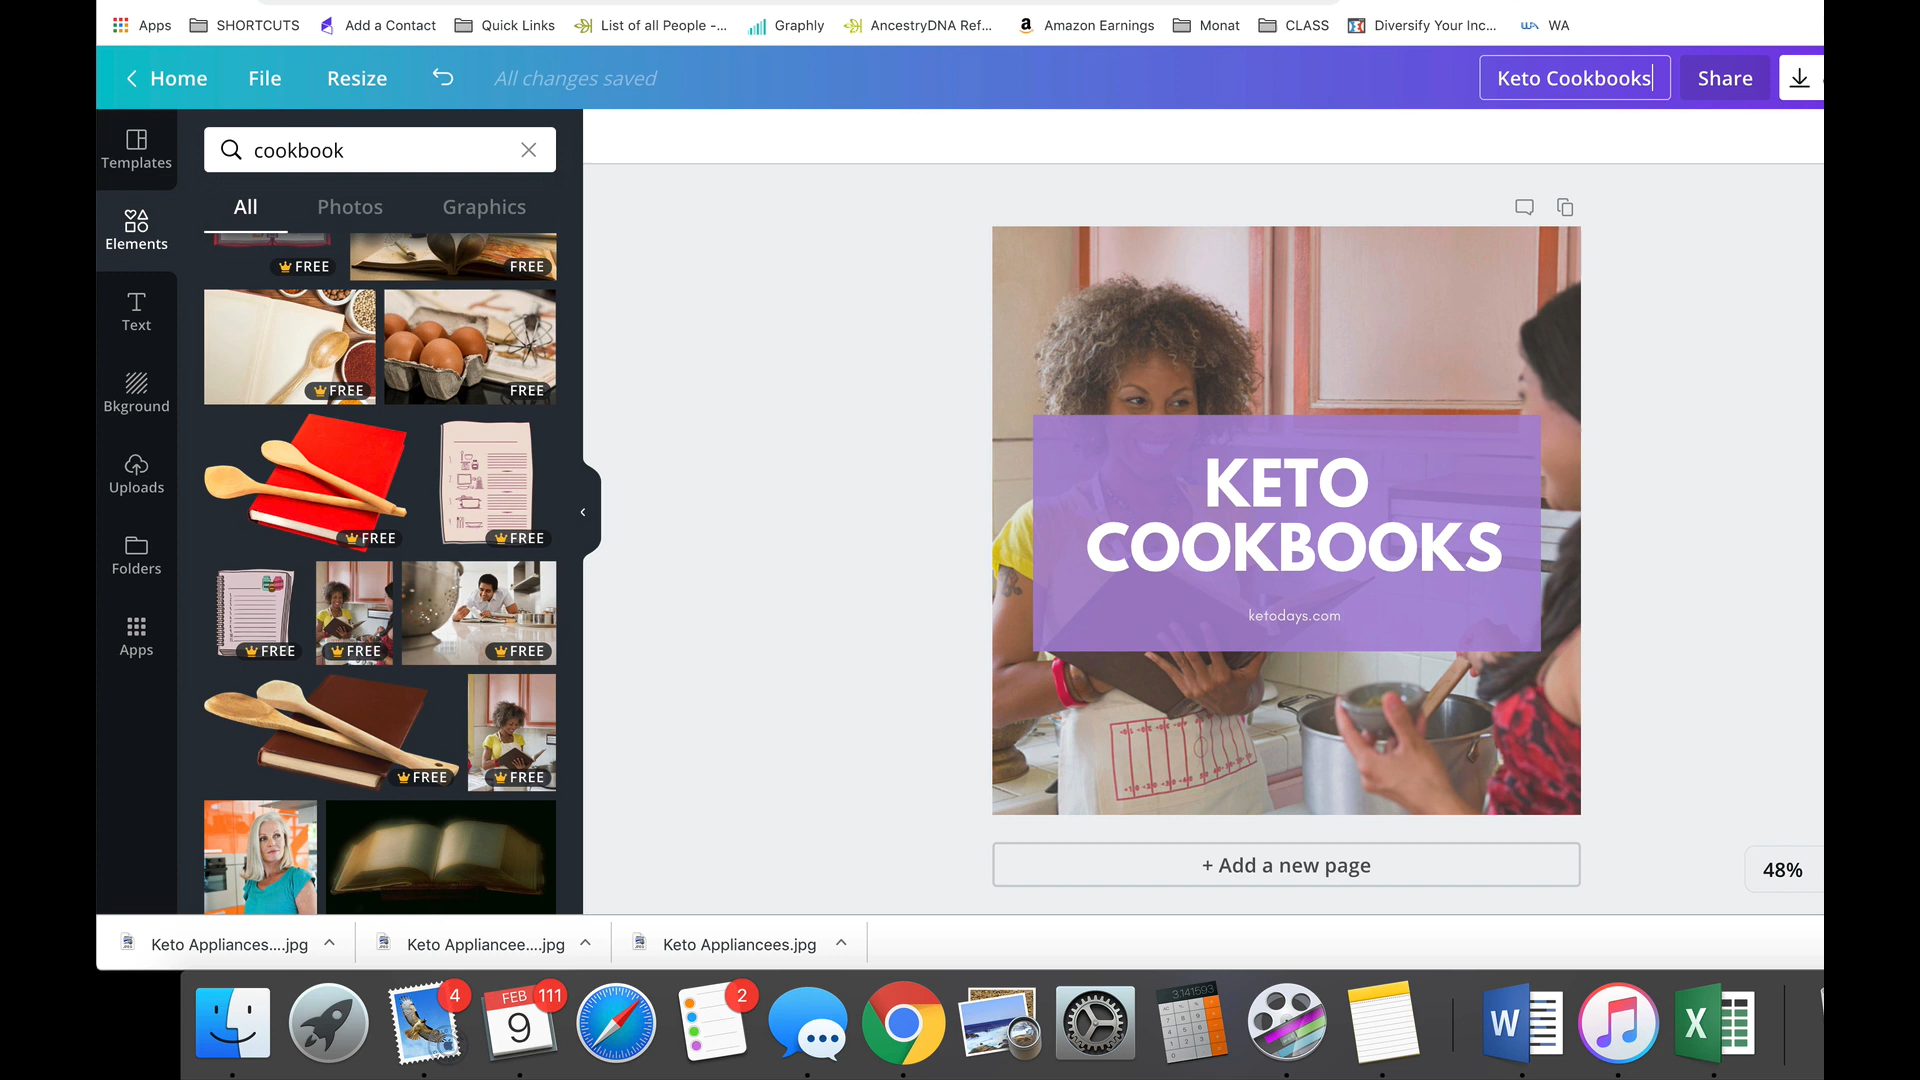 Apps
SHORTCUTS
Add a Contact
Quick Links
List of all People -...
Graphly
AncestryDNA Ref...
Amazon Earnings
Monat
CLASS
Diversify Your Inc...
WA
Home
File
Resize
All changes saved
Keto Cookbooks
Share
Templates
Elements
Text
Bkground
Uploads
Folders
Apps
cookbook
All
Photos
Graphics
FREE
FREE
FREE
FREE
FREE
FREE
FREE
FREE
FREE
FREE
FREE
KETO
COOKBOOKS
ketodays.com
+ Add a new page
48%
Keto Appliances....jpg
Keto Appliancee....jpg
Keto Appliancees.jpg
4
FEB
111
9
2
3.141593
W
X